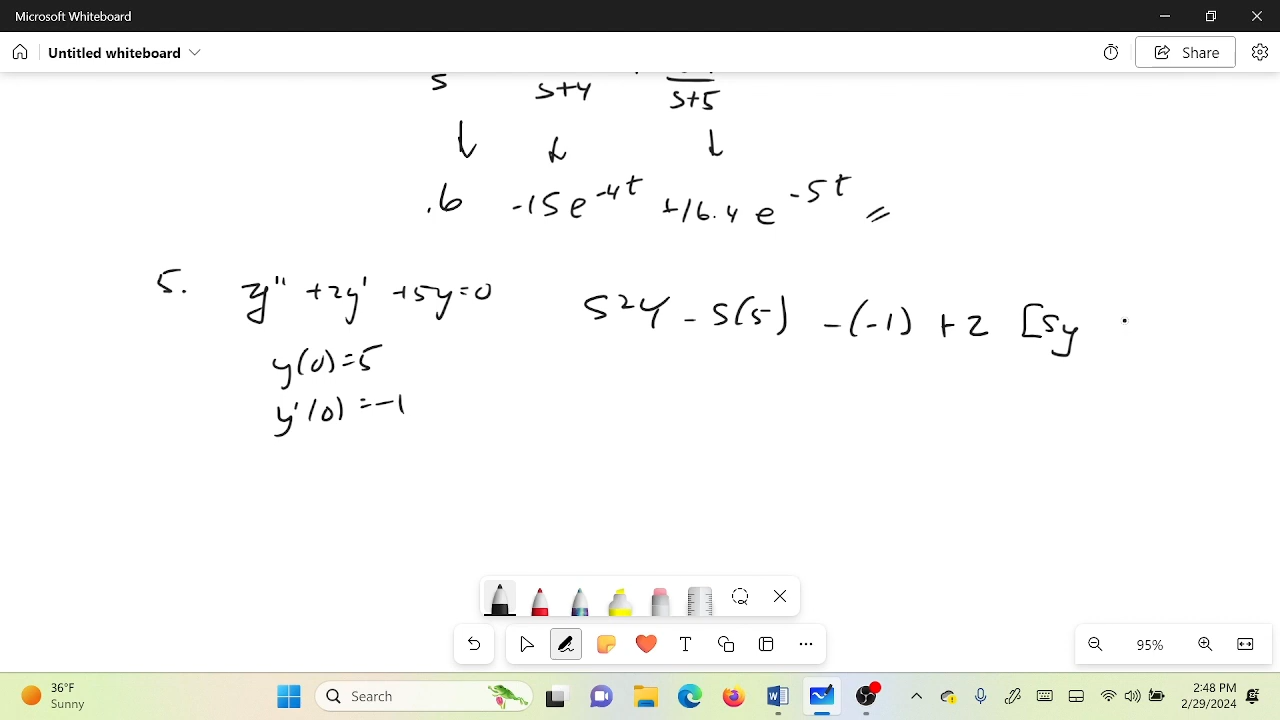 Microsoft Whiteboard
Untitled whiteboard
Share
s s+4 s+5
.6 -15e^-4t +16.4e^-5t
5. y'' + 2y' + 5y = 0 s²Y - s(5) - (-1) + 2 [sy
y(0) = 5
y'(0) = -1
T
95%
36°F
Sunny
Search
2:48 PM
2/29/2024